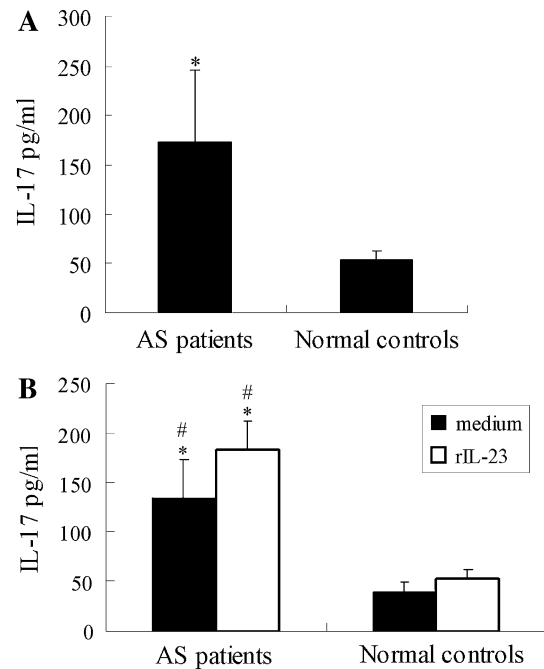 A
300
250
200
150
100
50
0
IL-17 pg/ml
*
AS patients
Normal controls
B
250
200
150
100
50
0
IL-17 pg/ml
#
*
#
*
medium
rIL-23
AS patients
Normal controls